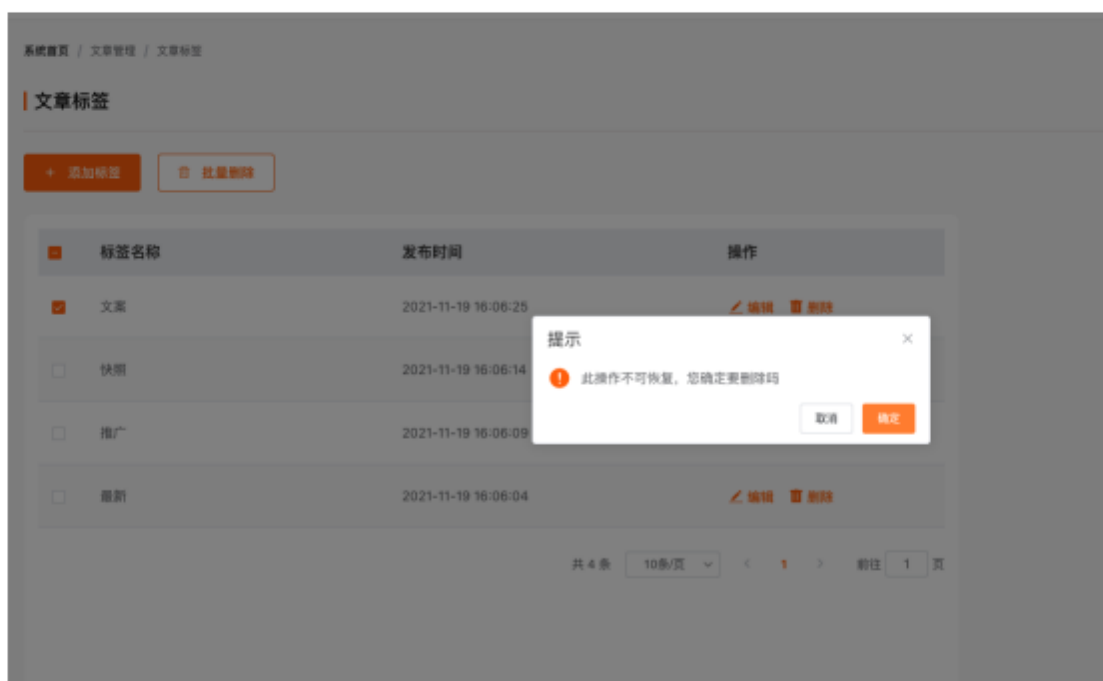 系统首页 / 文章管理 / 文章标签
文章标签
+ 添加标签 批量删除
标签名称 发布时间 操作
文案 2021-11-19 16:06:25 编辑 删除
快照 2021-11-19 16:06:14
推广 2021-11-19 16:06:09
最新 2021-11-19 16:06:04 编辑 删除
提示
此操作不可恢复，您确定要删除吗
取消 确定
共 4 条 10条/页 1 前往 1 页